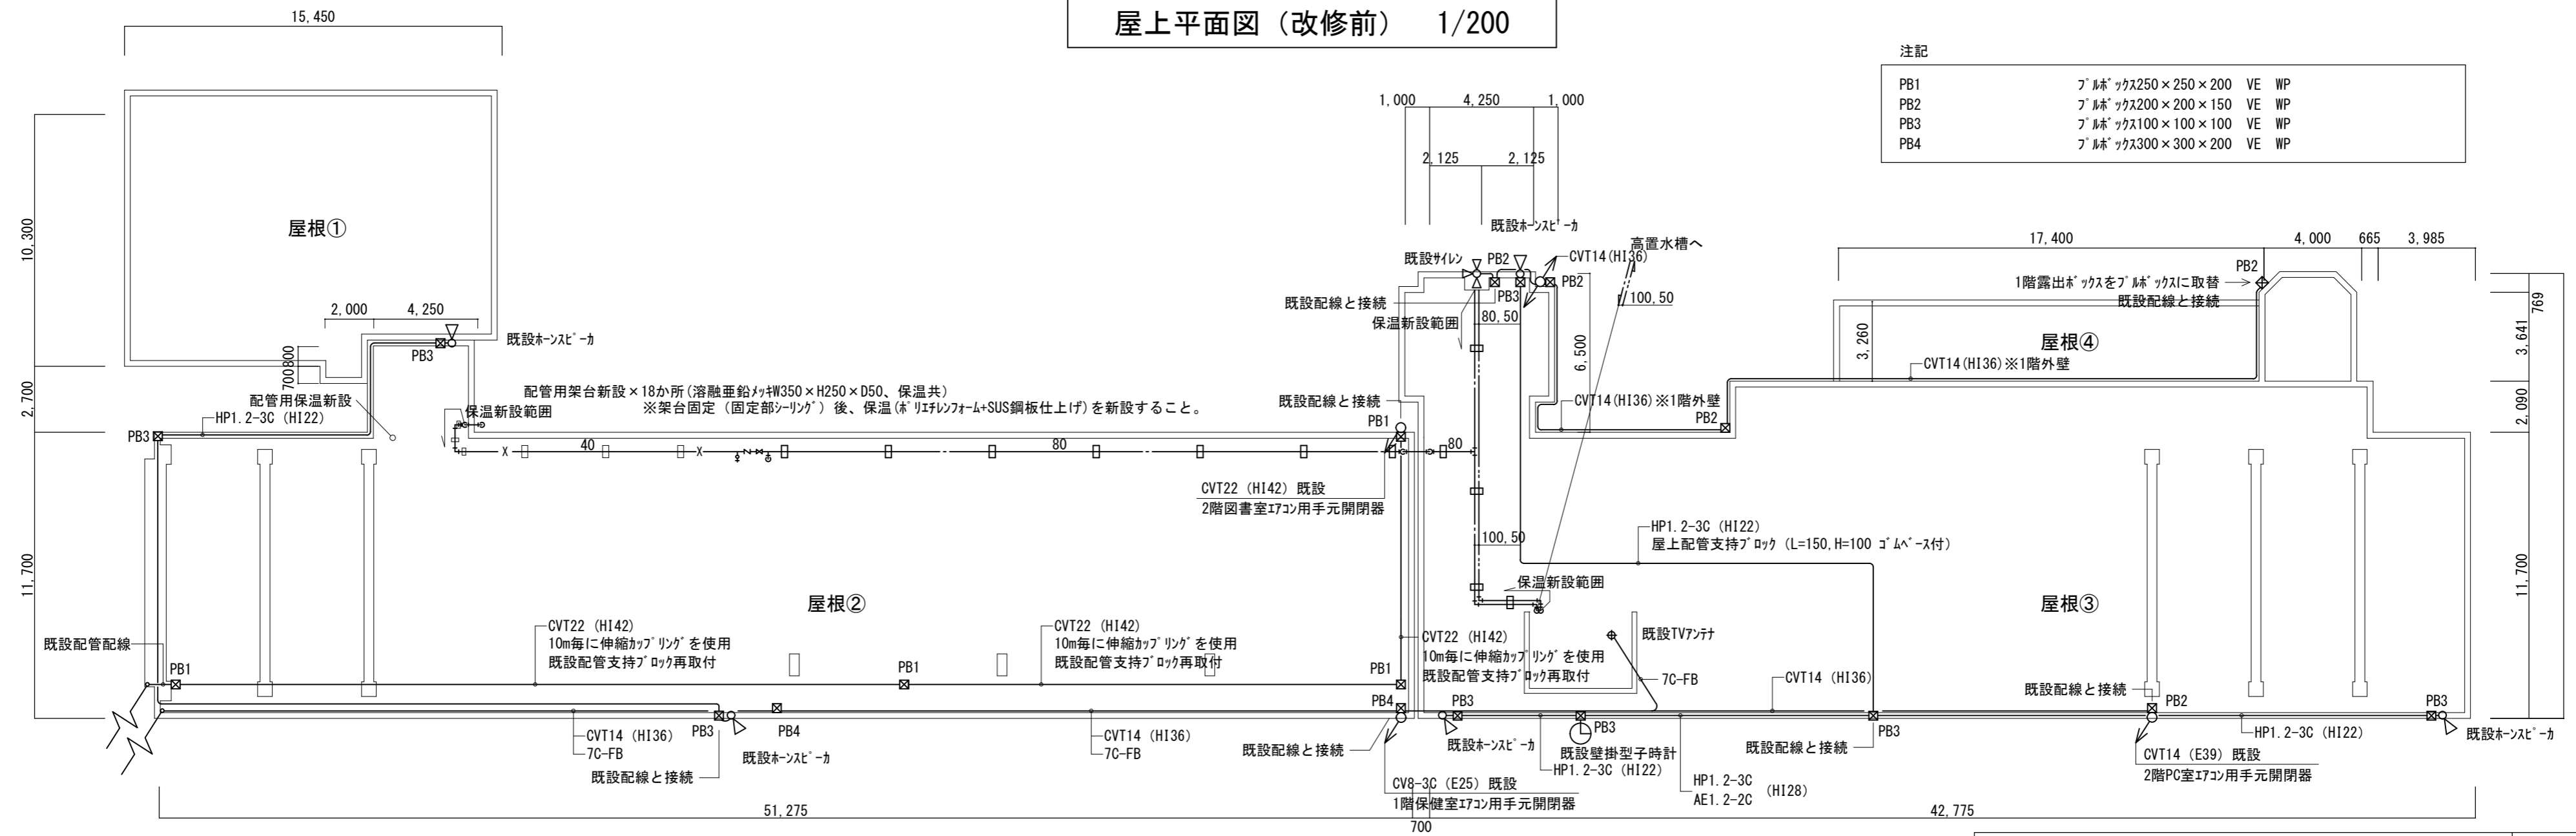 屋上平面図（改修前）　1/200
15,450
注記
PB1 プルボックス250×250×200 VE WP
PB2 プルボックス200×200×150 VE WP
PB3 プルボックス100×100×100 VE WP
PB4 プルボックス300×300×200 VE WP
1,000 4,250 1,000
2,125 2,125
10,300
屋根①
既設ホーンスピーカ
高置水槽へ
既設サイレン PB2 CVT14(HI36)
PB3 PB2
100,50
既設配線と接続
保温新設範囲
80,50
6,500
17,400 4,000 665 3,985
PB2
1階露出ボックスをプルボックスに取替
既設配線と接続
769
3,641
3,260
屋根④
CVT14(HI36)※1階外壁
2,000 4,250
既設ホーンスピーカ
PB3
700 800
2,700
配管用架台新設×18か所(溶融亜鉛メッキW350×H250×D50、保温共)
※架台固定（固定部シーリング）後、保温(ポリエチレンフォーム+SUS鋼板仕上げ)を新設すること。
配管用保温新設
保温新設範囲
HP1.2-3C (HI22)
PB3
既設配線と接続
PB1
CVT14(HI36)※1階外壁
PB2
2,090
40
80
80
CVT22 (HI42) 既設
2階図書室エアコン用手元開閉器
11,700
HP1.2-3C (HI22)
屋上配管支持ブロック (L=150,H=100 ゴムベース付)
100,50
保温新設範囲
11,700
屋根②
屋根③
既設配管配線
PB1
CVT22 (HI42)
10m毎に伸縮カップリングを使用
既設配管支持ブロック再取付
PB1
CVT22 (HI42)
10m毎に伸縮カップリングを使用
既設配管支持ブロック再取付
PB1
CVT22 (HI42)
10m毎に伸縮カップリングを使用
既設配管支持ブロック再取付
既設TVアンテナ
7C-FB
CVT14 (HI36)
既設配線と接続
PB2
PB3
CVT14 (HI36)
7C-FB
PB3
PB4
既設ホーンスピーカ
既設配線と接続
CVT14 (HI36)
7C-FB
PB4
既設配線と接続
PB3
既設ホーンスピーカ
PB3
既設壁掛型子時計
HP1.2-3C (HI22)
既設配線と接続
PB3
HP1.2-3C (HI22)
既設ホーンスピーカ
CV8-3C (E25) 既設
1階保健室エアコン用手元開閉器
HP1.2-3C
AE1.2-2C
(HI28)
CVT14 (E39) 既設
2階PC室エアコン用手元開閉器
51,275
700
42,775